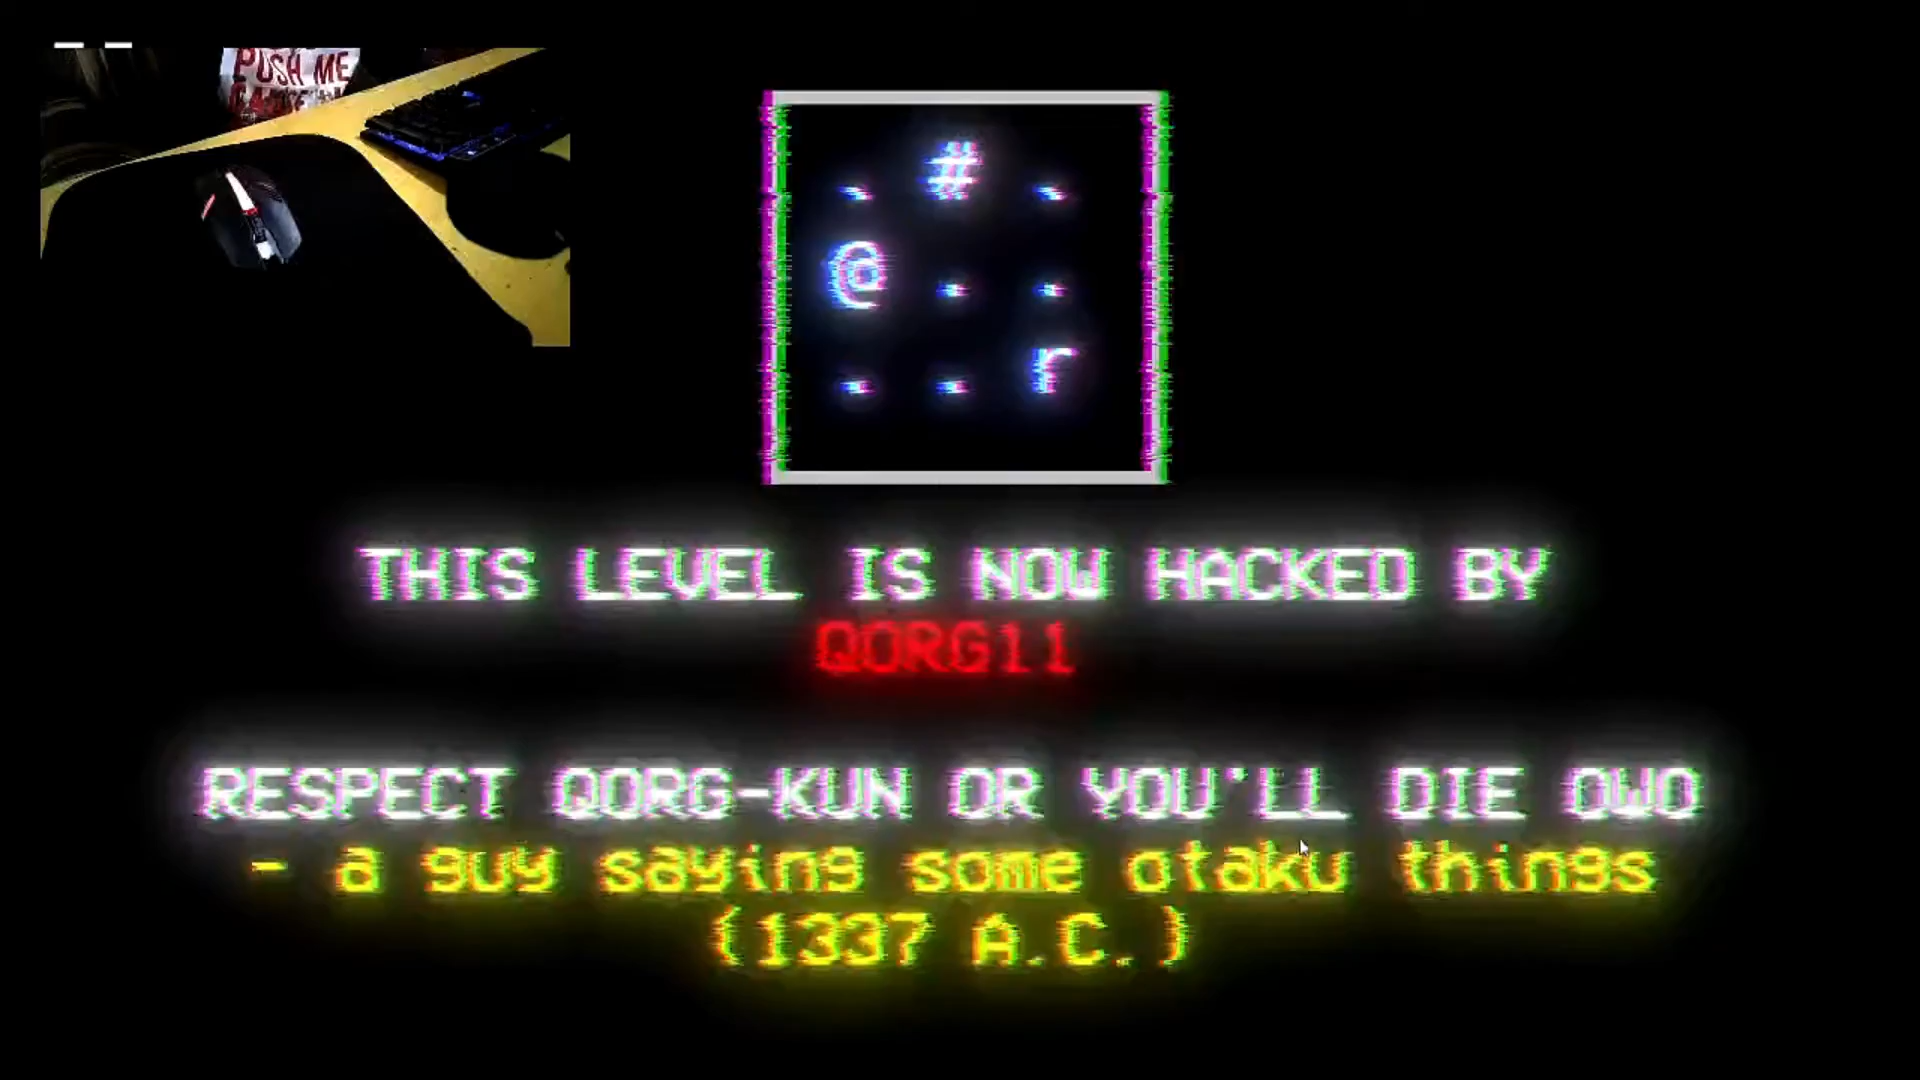 PUSH ME
. # .
@ . .
. . r
THIS LEVEL IS NOW HACKED BY
QORG11
RESPECT QORG-KUN OR YOU'LL DIE OWO
- a guy saying some otaku things
(1337 A.C.)